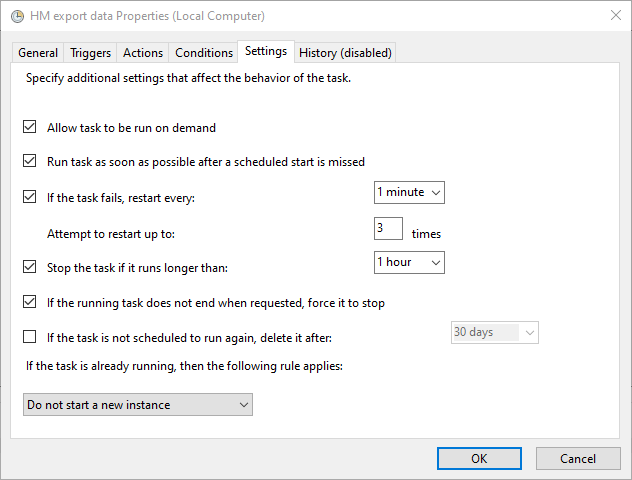 HM export data Properties (Local Computer)
General Triggers Actions Conditions Settings History (disabled)
Specify additional settings that affect the behavior of the task.
Allow task to be run on demand
Run task as soon as possible after a scheduled start is missed
If the task fails, restart every: 1 minute
Attempt to restart up to: 3 times
Stop the task if it runs longer than: 1 hour
If the running task does not end when requested, force it to stop
If the task is not scheduled to run again, delete it after: 30 days
If the task is already running, then the following rule applies:
Do not start a new instance
OK Cancel